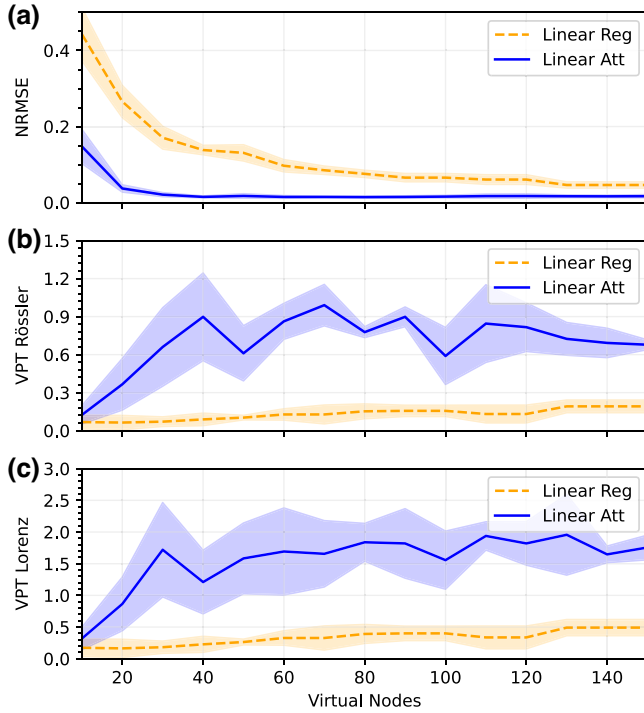 (a)
NRMSE
0.4
0.2
0.0
Linear Reg
Linear Att
(b)
VPT Rössler
1.5
1.2
0.9
0.6
0.3
0.0
Linear Reg
Linear Att
(c)
VPT Lorenz
3.0
2.5
2.0
1.5
1.0
0.5
0.0
Linear Reg
Linear Att
20 40 60 80 100 120 140
Virtual Nodes